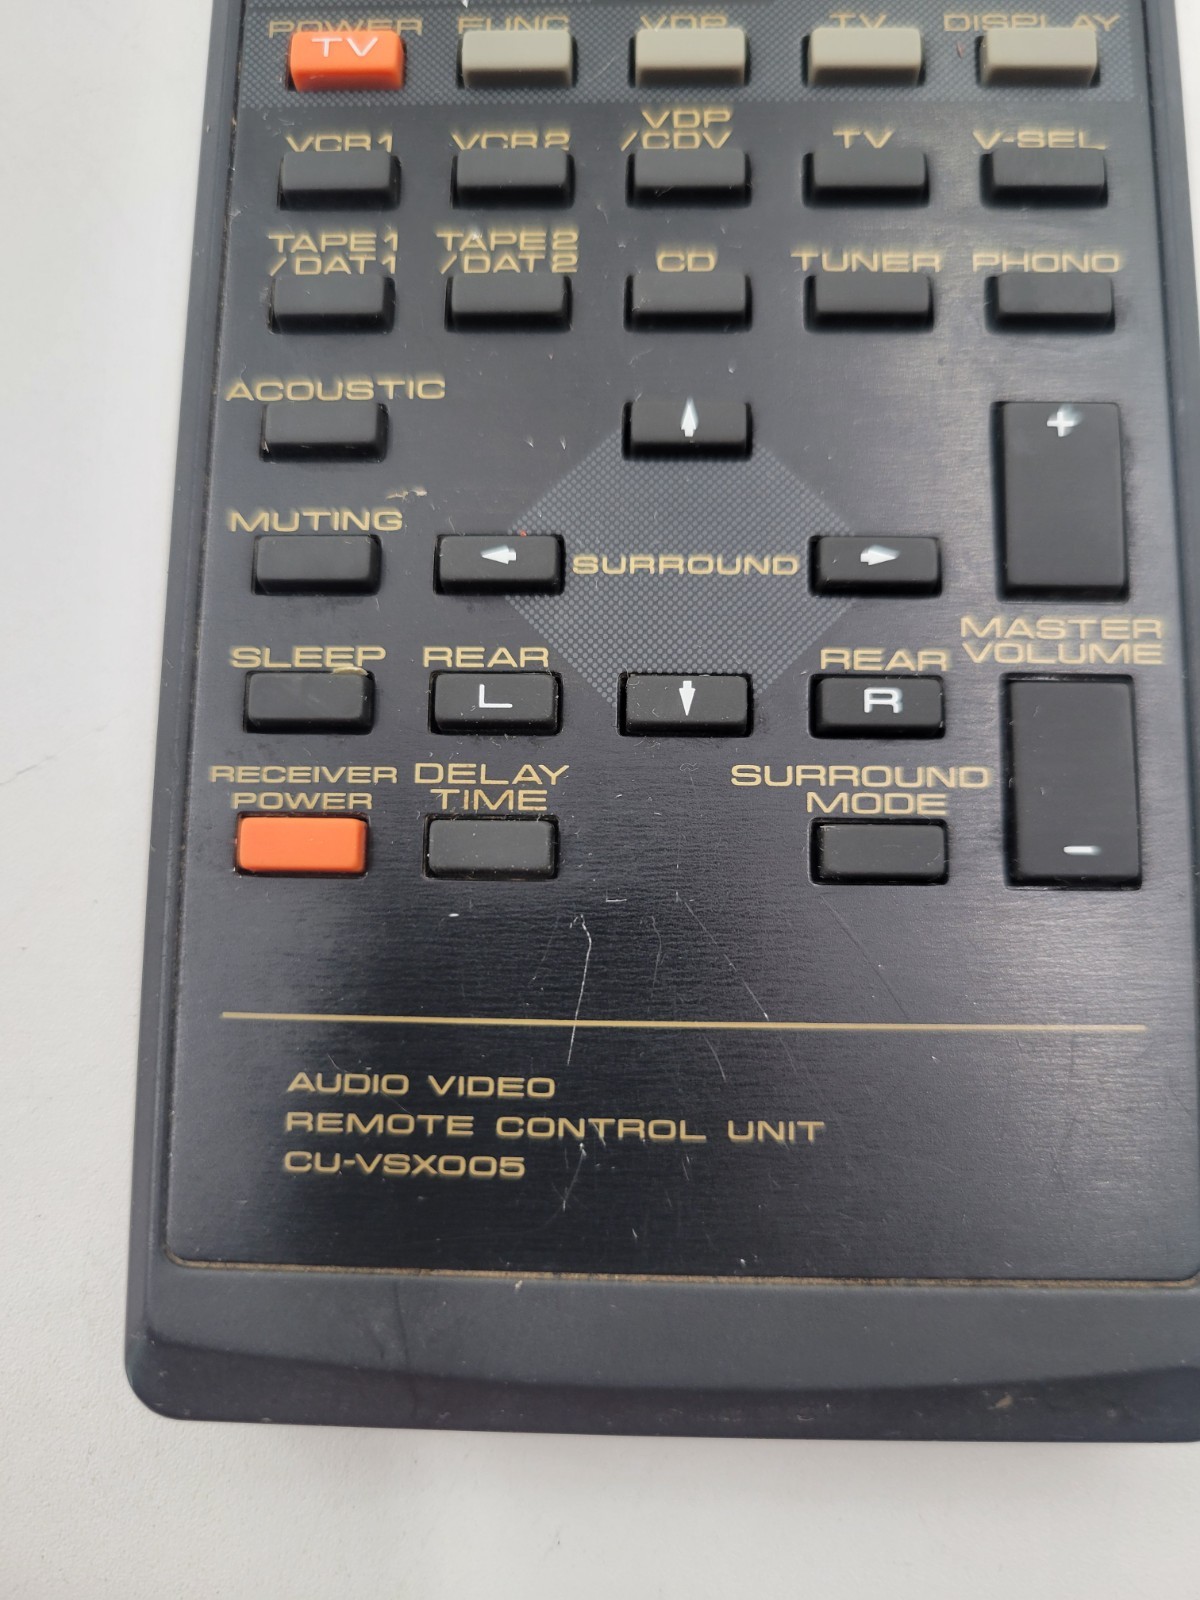 POWER FUNC VDP TV DISPLAY
TV
VCR1 VCR2 VDP /CDV TV V-SEL
TAPE1 /DAT1 TAPE2 /DAT2 CD TUNER PHONO
ACOUSTIC
+
MUTING
SURROUND
MASTER VOLUME
SLEEP REAR REAR
L R
RECEIVER POWER DELAY TIME SURROUND MODE
−
AUDIO VIDEO
REMOTE CONTROL UNIT
CU-VSX005